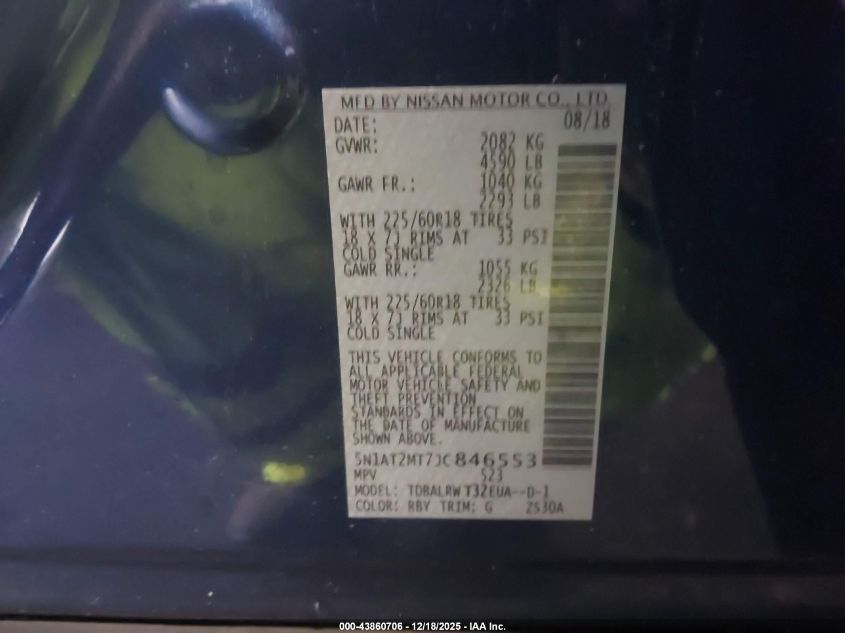 MFD BY NISSAN MOTOR CO., LTD.
DATE: 08/18
GVWR: 2082 KG
4590 LB
GAWR FR.: 1040 KG
2293 LB
WITH 225/60R18 TIRES
18 X 7J RIMS AT 33 PSI
COLD SINGLE
GAWR RR.: 1055 KG
2326 LB
WITH 225/60R18 TIRES
18 X 7J RIMS AT 33 PSI
COLD SINGLE
THIS VEHICLE CONFORMS TO
ALL APPLICABLE FEDERAL
MOTOR VEHICLE SAFETY AND
THEFT PREVENTION
STANDARDS IN EFFECT ON
THE DATE OF MANUFACTURE
SHOWN ABOVE.
5N1AT2MT7JC846553
MPV S23
MODEL: TDBALRW T32EUA--D-1
COLOR: RBY TRIM: G ZS30A
000-43860706 - 12/18/2025 - IAA Inc.